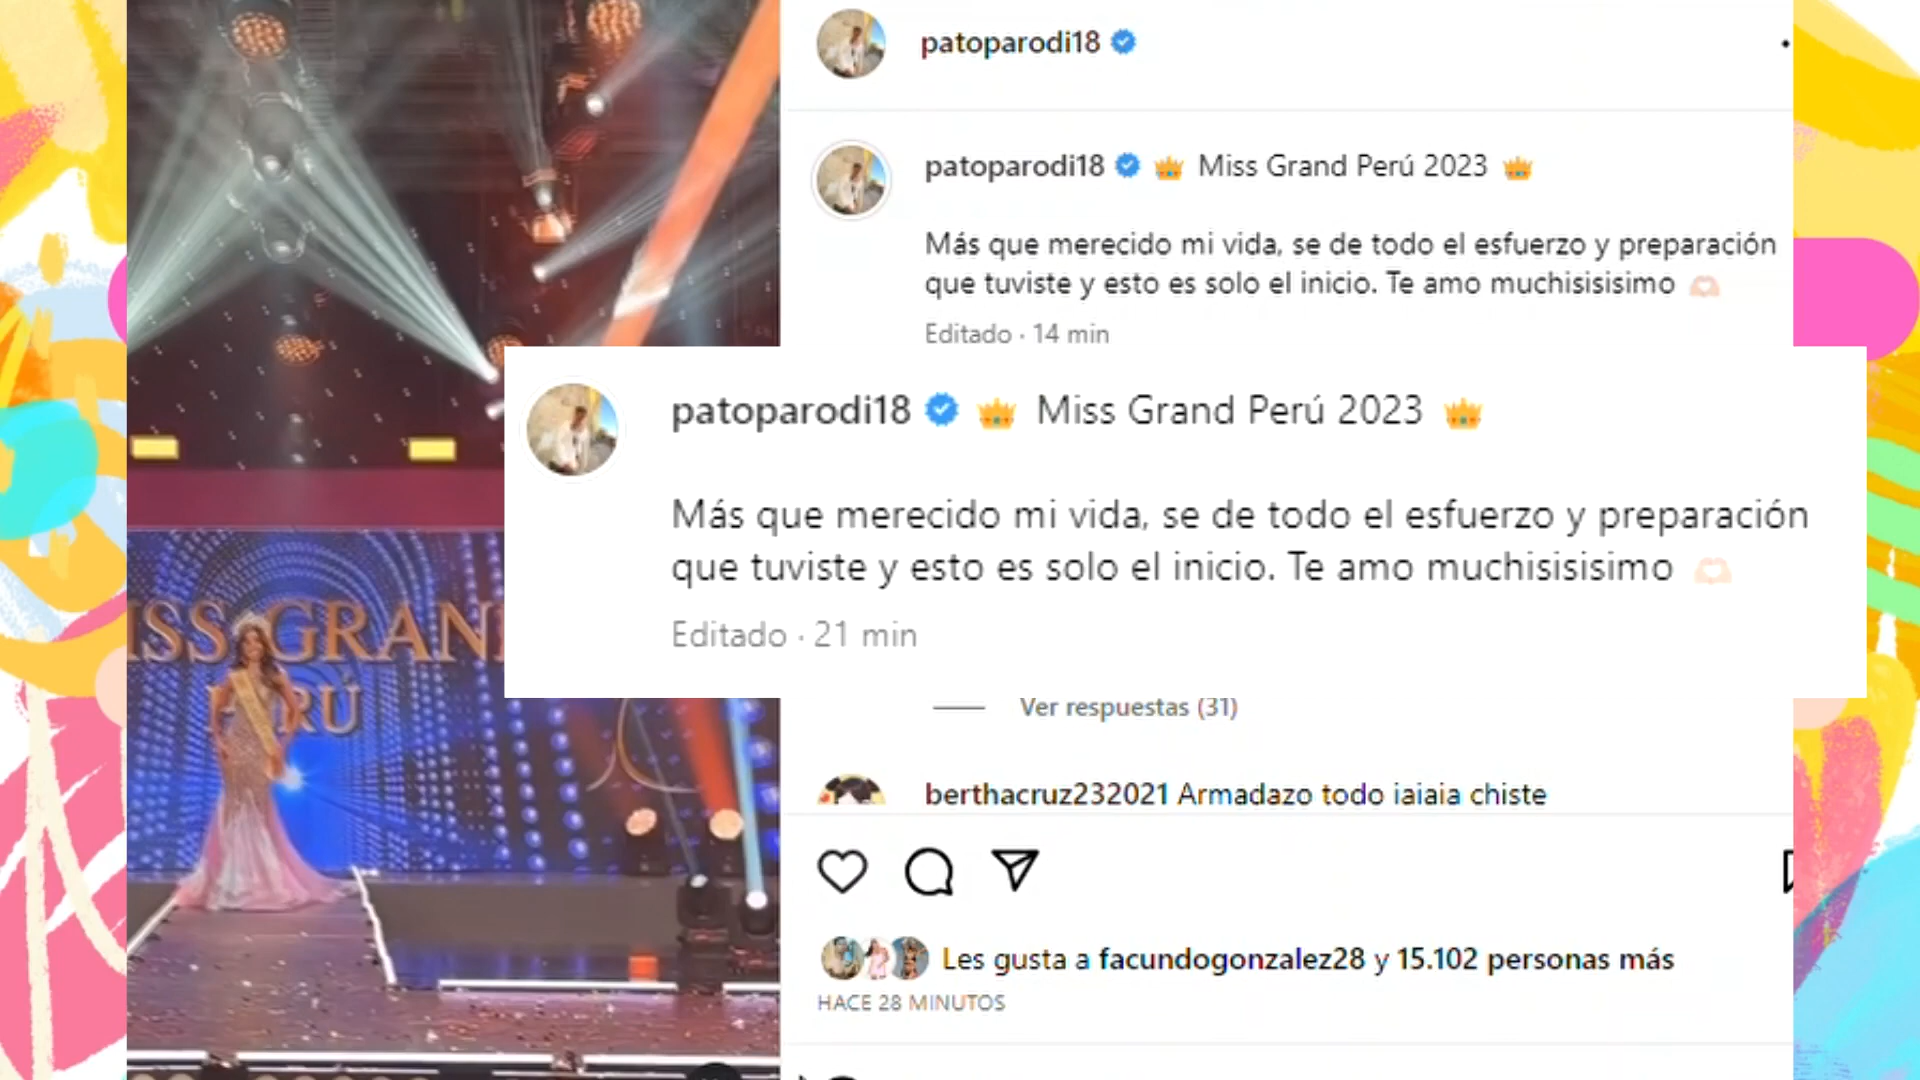 patoparodi18
patoparodi18 Miss Grand Perú 2023
Más que merecido mi vida, se de todo el esfuerzo y preparación
que tuviste y esto es solo el inicio. Te amo muchisisisimo
Editado · 14 min
patoparodi18 Miss Grand Perú 2023
Más que merecido mi vida, se de todo el esfuerzo y preparación
que tuviste y esto es solo el inicio. Te amo muchisisisimo
Editado · 21 min
ISS GRAN
PERÚ
Ver respuestas (31)
berthacruz232021 Armadazo todo iaiaia chiste
Les gusta a facundogonzalez28 y 15.102 personas más
HACE 28 MINUTOS